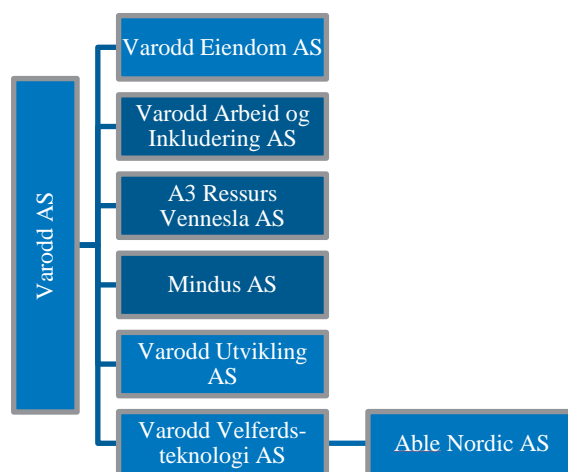 Varodd AS
Varodd Eiendom AS
Varodd Arbeid og
Inkludering AS
A3 Ressurs
Vennesla AS
Mindus AS
Varodd Utvikling
AS
Varodd Velferds-
teknologi AS
Able Nordic AS